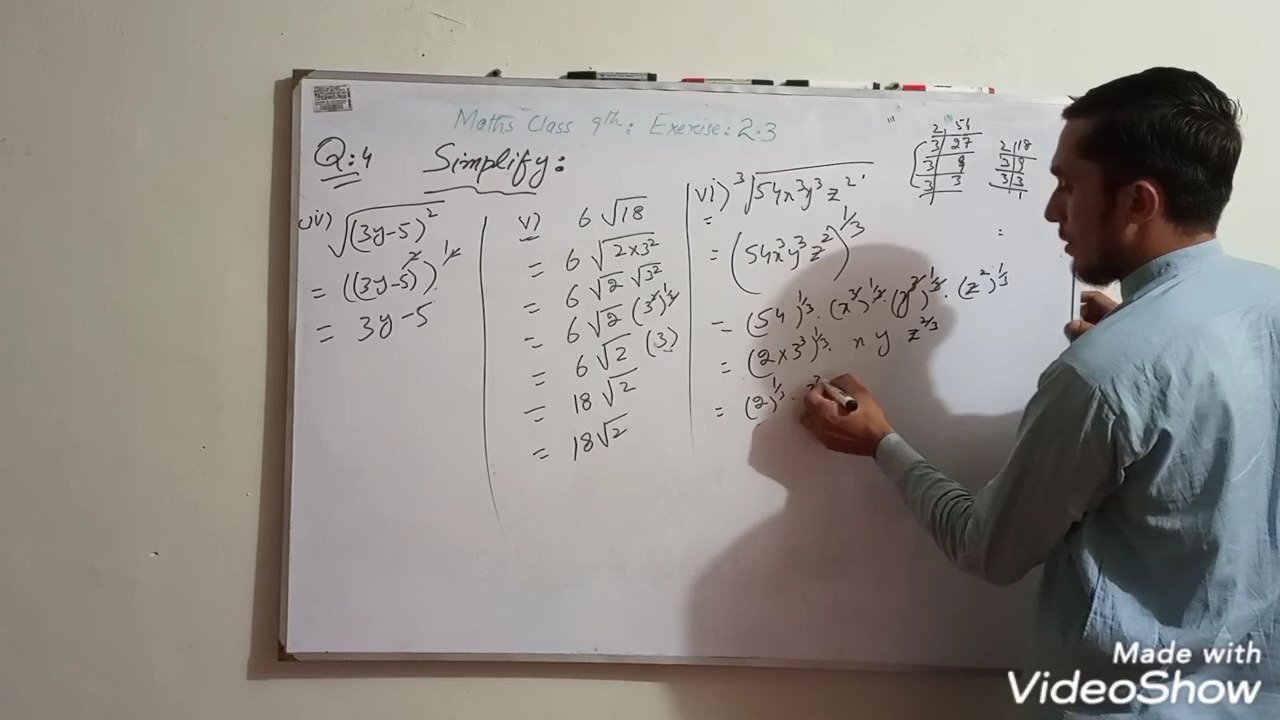 Maths Class 9th: Exercise: 2.3
Q:4 Simplify:
√(3y-5)²
= ((3y-5)²)^1/2
= 3y-5
v) 6√18
= 6√2×3²
= 6√2 √3²
= 6√2 (3²)^1/2
= 6√2 (3)
= 18√2
= 18√2
vi) ³√54x³y³z²
=
= (54x³y³z²)^1/3
= (54)^1/3 . (x³)^1/3 . (y³)^1/3 . (z²)^1/3
= (2×3³)^1/3 . x y z^2/3
= (2)^1/3 .
2 54
3 27
3 9
3 3
1
2 18
3 9
3 3
1
=
Made with
VideoShow